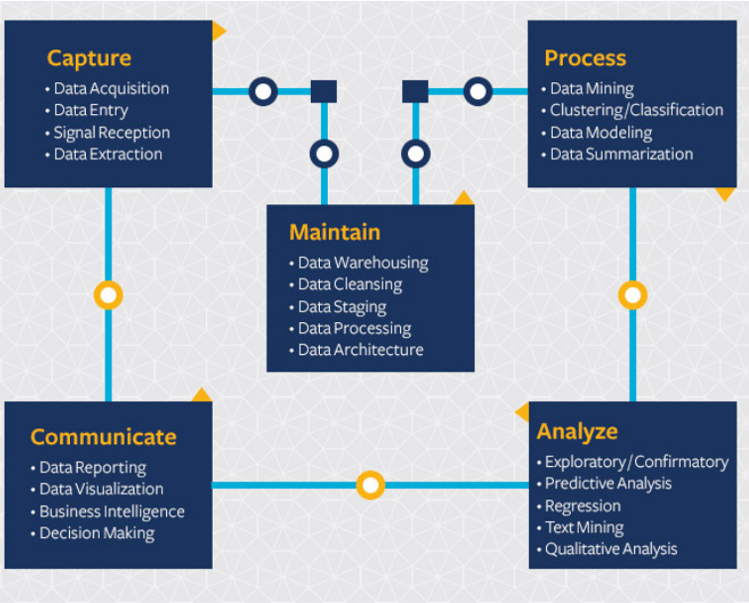 Capture
• Data Acquisition
• Data Entry
• Signal Reception
• Data Extraction
Process
• Data Mining
• Clustering/Classification
• Data Modeling
• Data Summarization
Maintain
• Data Warehousing
• Data Cleansing
• Data Staging
• Data Processing
• Data Architecture
Communicate
• Data Reporting
• Data Visualization
• Business Intelligence
• Decision Making
Analyze
• Exploratory/Confirmatory
• Predictive Analysis
• Regression
• Text Mining
• Qualitative Analysis